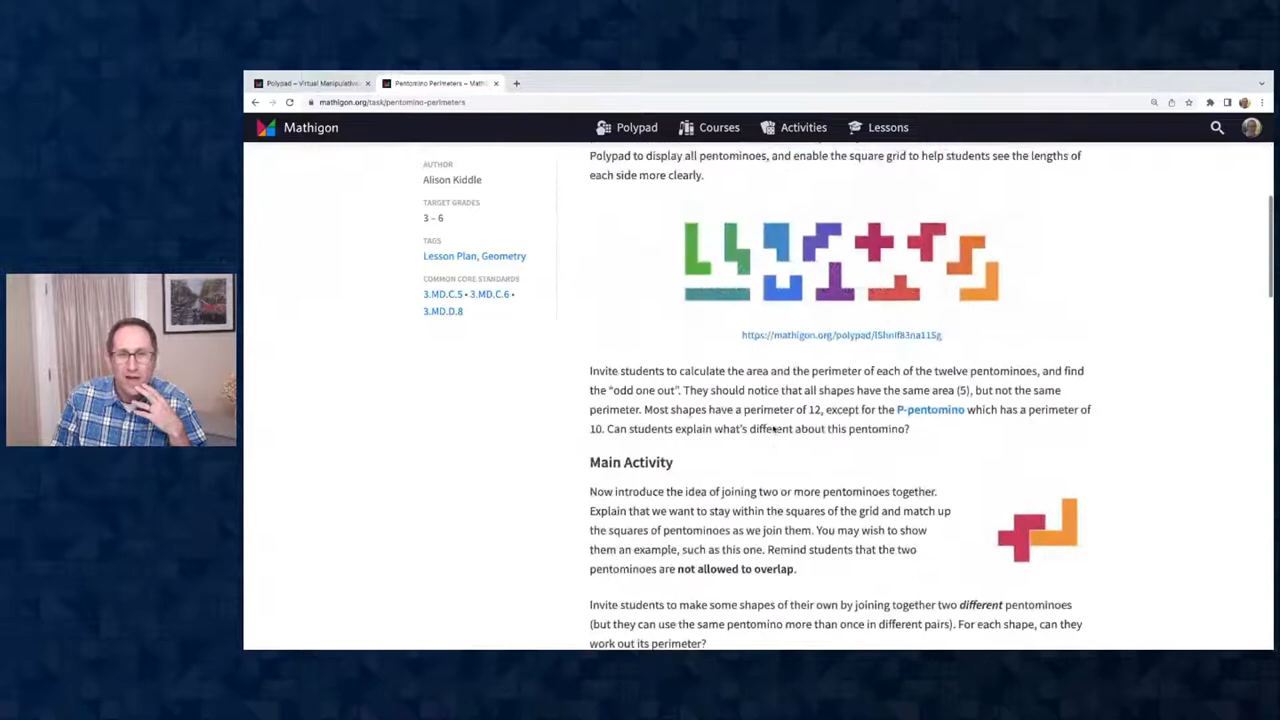 Polypad – Virtual Manipulative
Pentomino Perimeters – Math
mathigon.org/task/pentomino-perimeters
Mathigon
Polypad
Courses
Activities
Lessons
AUTHOR
Alison Kiddle
TARGET GRADES
3 – 6
TAGS
Lesson Plan, Geometry
COMMON CORE STANDARDS
3.MD.C.5 • 3.MD.C.6 •
3.MD.D.8
Polypad to display all pentominoes, and enable the square grid to help students see the lengths of
each side more clearly.
Invite students to calculate the area and the perimeter of each of the twelve pentominoes, and find
the “odd one out”. They should notice that all shapes have the same area (5), but not the same
perimeter. Most shapes have a perimeter of 12, except for the P-pentomino which has a perimeter of
10. Can students explain what’s different about this pentomino?
Main Activity
Now introduce the idea of joining two or more pentominoes together.
Explain that we want to stay within the squares of the grid and match up
the squares of pentominoes as we join them. You may wish to show
them an example, such as this one. Remind students that the two
pentominoes are not allowed to overlap.
Invite students to make some shapes of their own by joining together two different pentominoes
(but they can use the same pentomino more than once in different pairs). For each shape, can they
work out its perimeter?